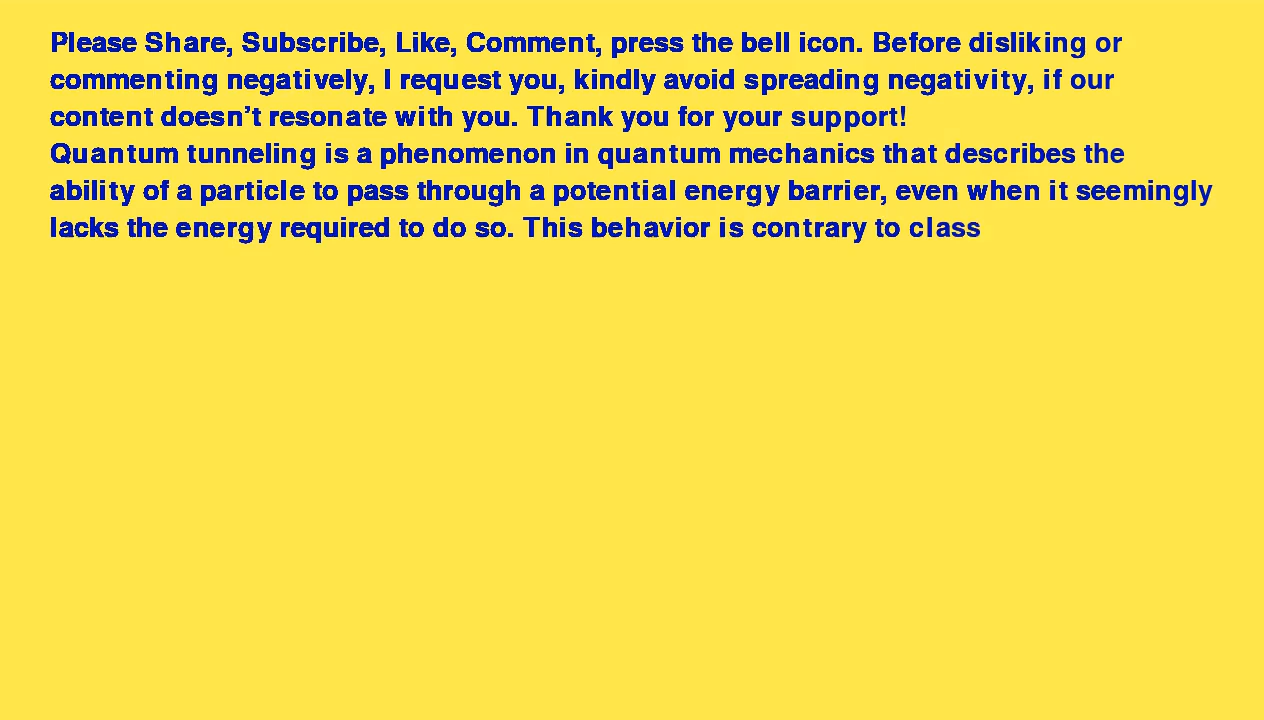 Please Share, Subscribe, Like, Comment, press the bell icon. Before disliking or
commenting negatively, I request you, kindly avoid spreading negativity, if our
content doesn’t resonate with you. Thank you for your support!
Quantum tunneling is a phenomenon in quantum mechanics that describes the
ability of a particle to pass through a potential energy barrier, even when it seemingly
lacks the energy required to do so. This behavior is contrary to class